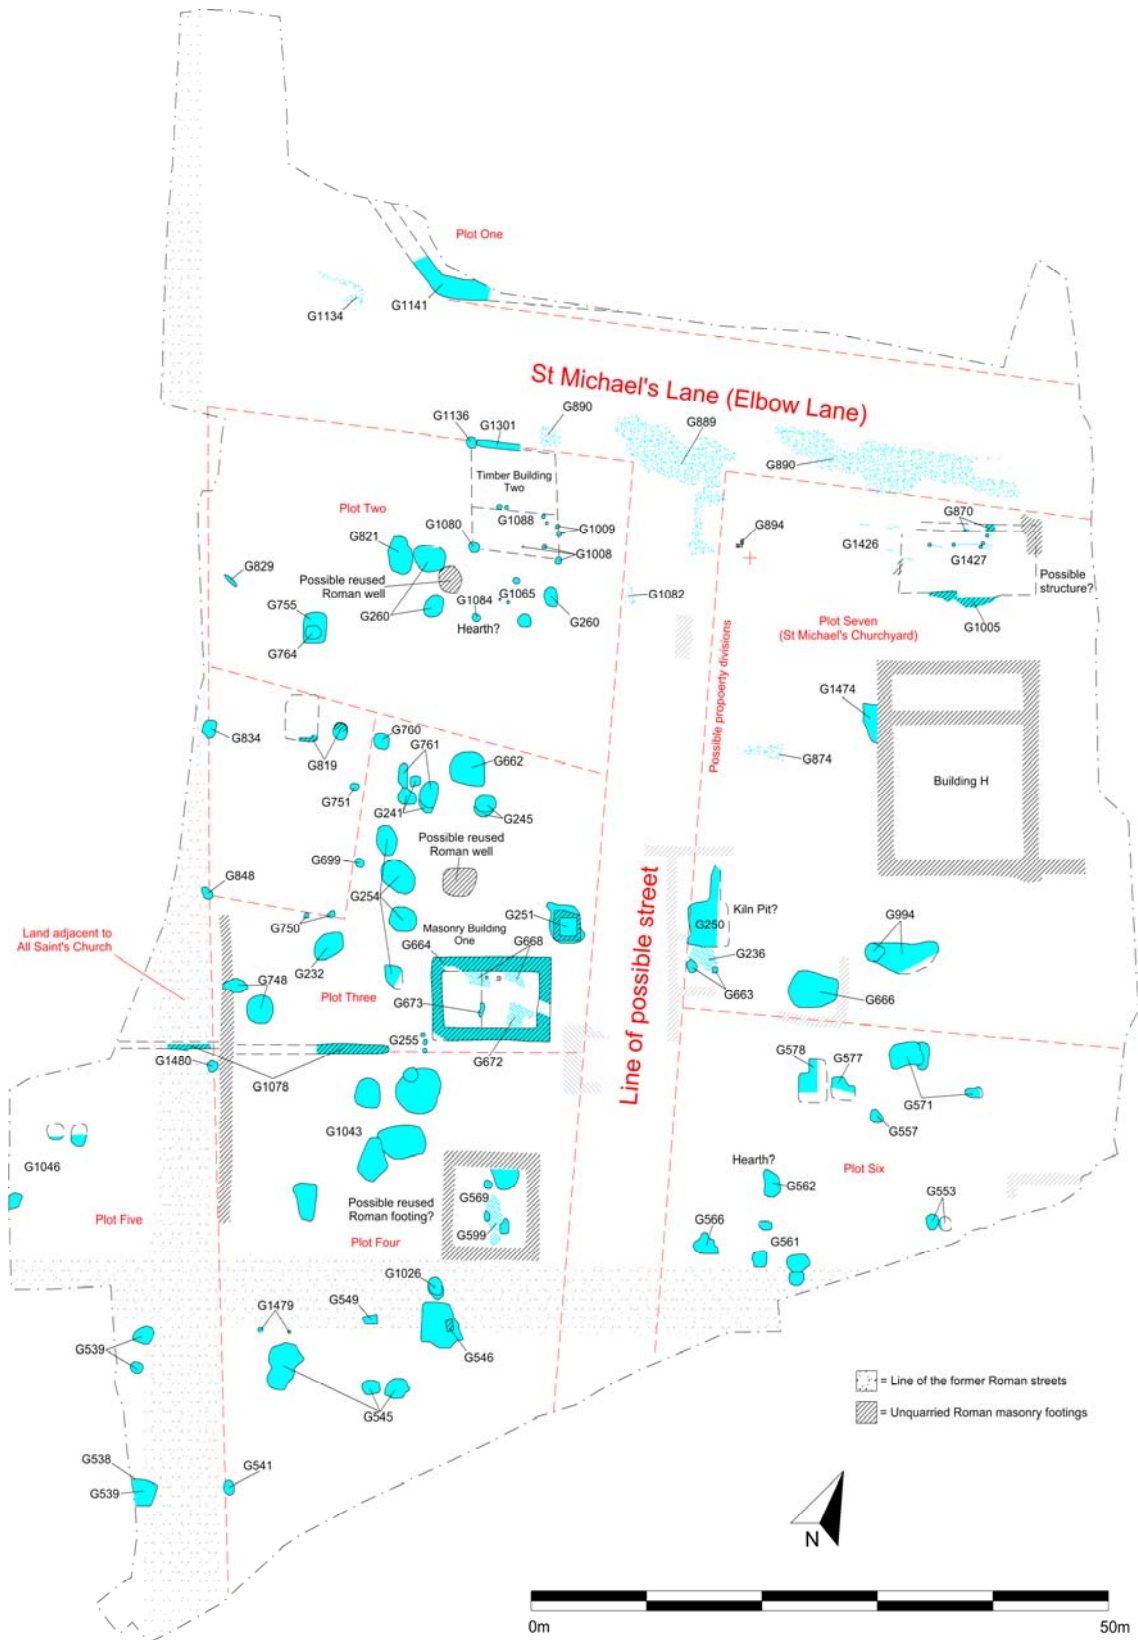 Plot One
G1134
G1141
St Michael's Lane (Elbow Lane)
G1136
G1301
G890
G889
G890
Timber Building
Two
Plot Two
G1080
G1088
G1009
G1008
G821
G829
Possible reused
Roman well
G755
G764
G260
G1084
Hearth?
G1065
G260
G1082
G894
G870
G1426
G1427
Possible
structure?
G1005
Plot Seven
(St Michael's Churchyard)
Possible propoerty divisions
G1474
G874
Building H
G834
G819
G760
G761
G662
G751
G241
G245
Possible reused
Roman well
G699
G848
G254
G750
G251
Masonry Building
One
G664
G668
Land adjacent to
All Saint's Church
G232
G748
Plot Three
G673
G672
G255
G1480
G1078
Line of possible street
Kiln Pit?
G250
G236
G663
G994
G666
G578
G577
G571
G557
Hearth?
Plot Six
G562
G553
G566
G561
G1046
G1043
Plot Five
Possible reused
Roman footing?
Plot Four
G569
G599
G1026
G549
G1479
G546
G539
G545
G538
G539
G541
= Line of the former Roman streets
= Unquarried Roman masonry footings
N
0m
50m